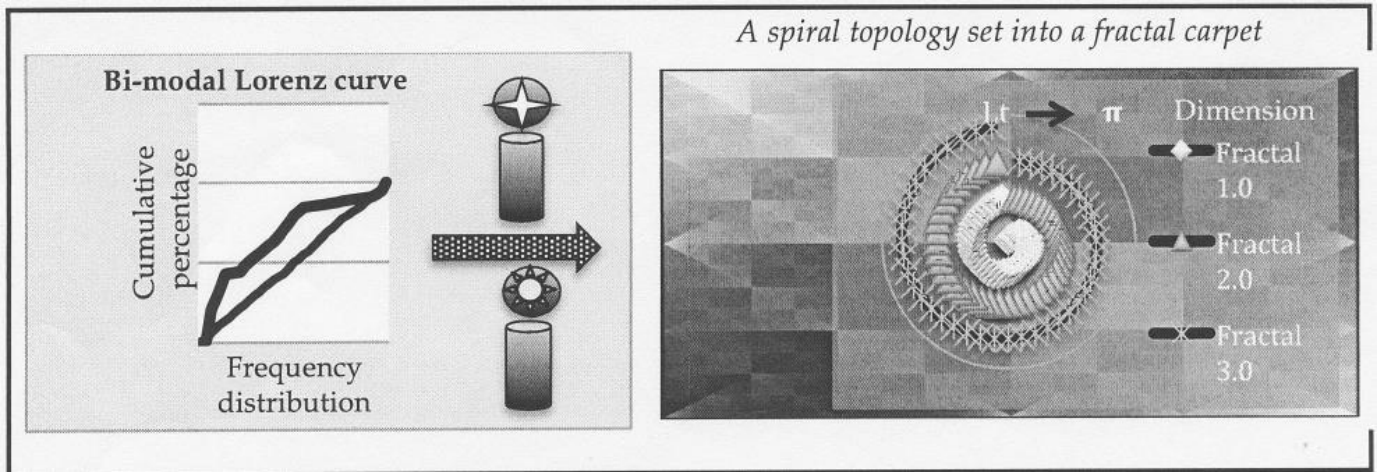 A spiral topology set into a fractal carpet
Bi-modal Lorenz curve
Cumulative
percentage
Frequency
distribution
π
Dimension
Fractal
1.0
Fractal
2.0
Fractal
3.0